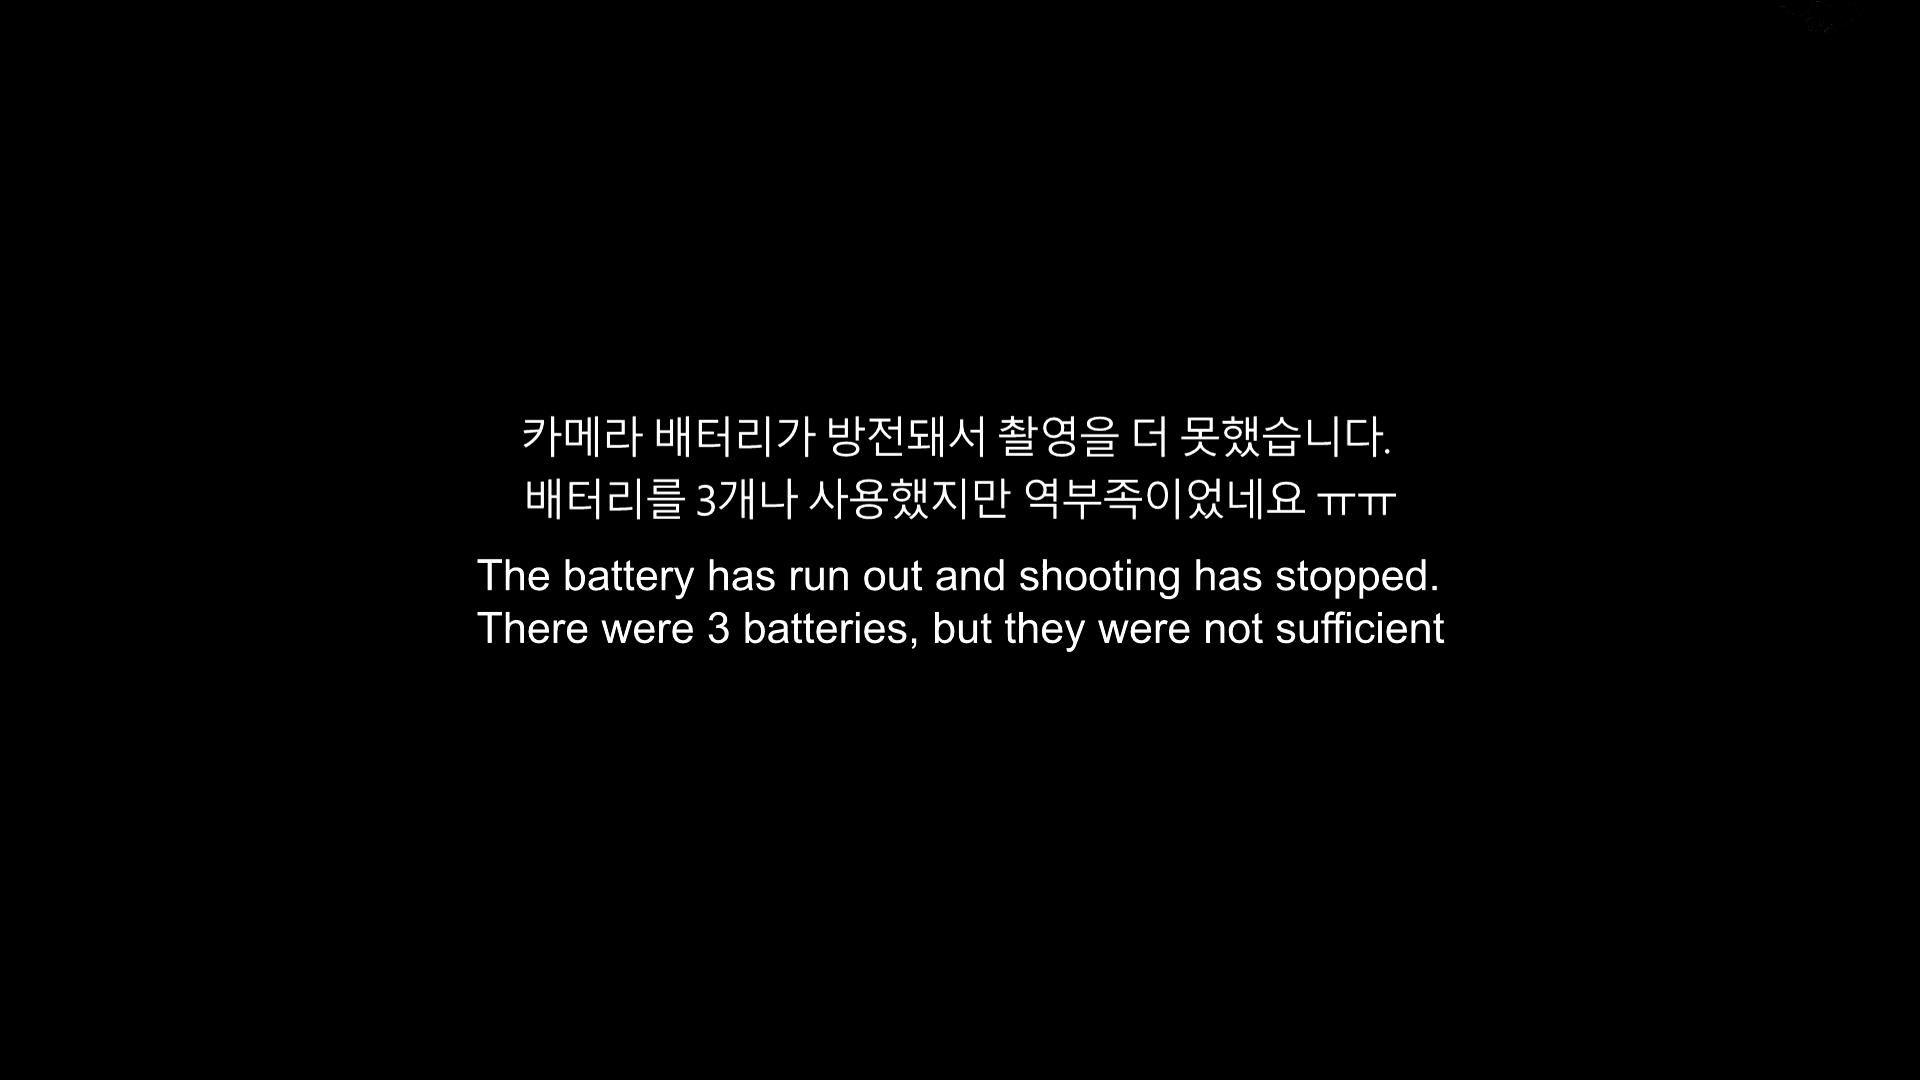 카메라 배터리가 방전돼서 촬영을 더 못했습니다.
배터리를 3개나 사용했지만 역부족이었네요 ㅠㅠ
The battery has run out and shooting has stopped.
There were 3 batteries, but they were not sufficient